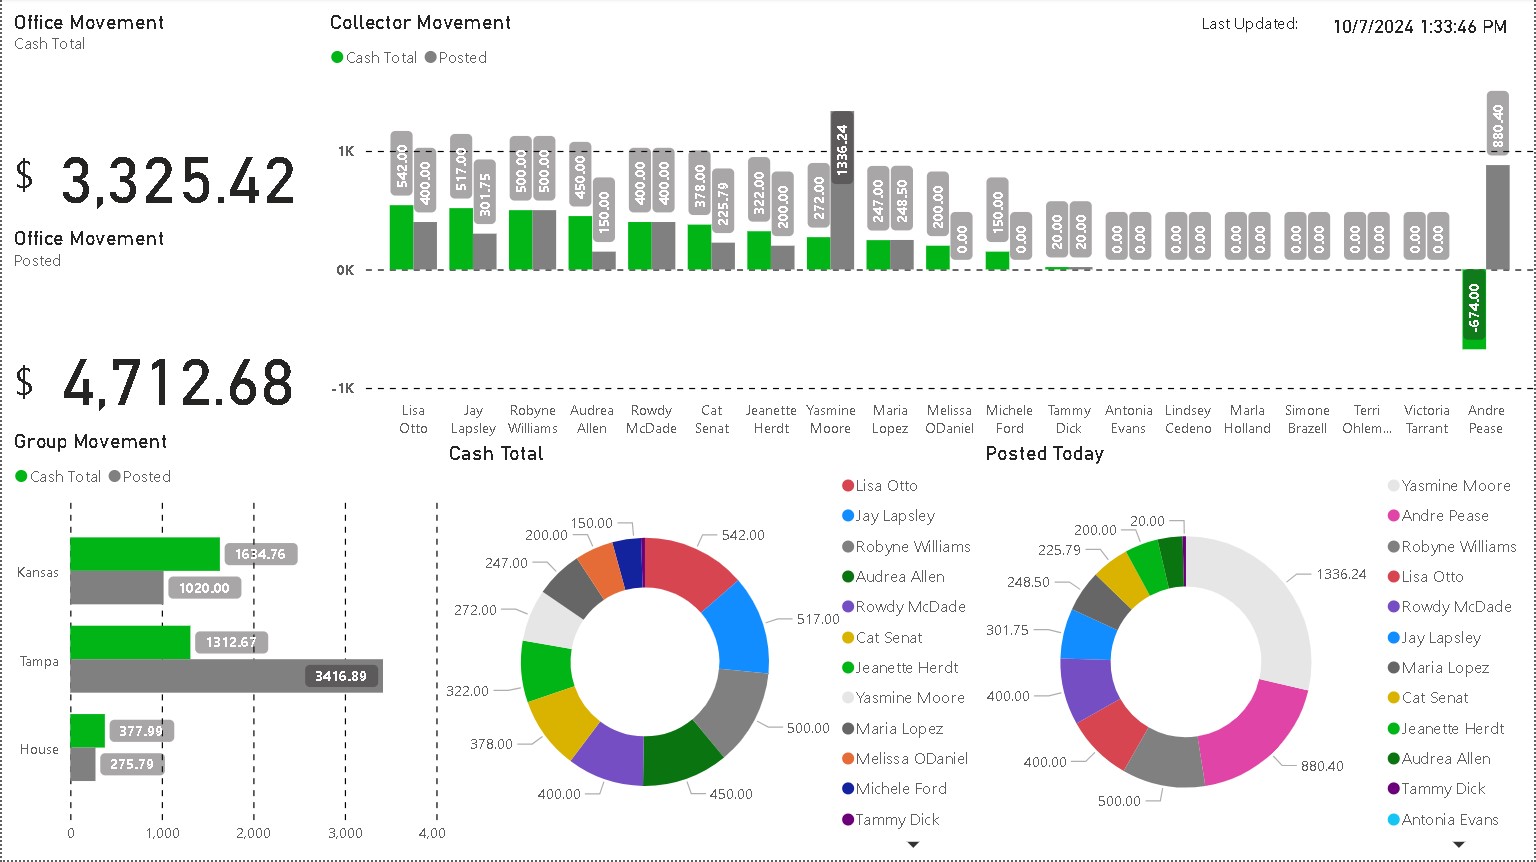 Office Movement
Cash Total
$ 3,325.42
Office Movement
Posted
$ 4,712.68
Collector Movement
Cash Total Posted
Last Updated: 10/7/2024 1:33:46 PM
1K
0K
-1K
542.00 400.00 517.00 301.75 500.00 500.00 450.00 150.00 400.00 400.00 378.00 225.79 322.00 200.00 272.00 1336.24 247.00 248.50 200.00 0.00 150.00 0.00 20.00 20.00 0.00 0.00 0.00 0.00 0.00 0.00 0.00 0.00 0.00 0.00 0.00 0.00 -674.00 880.40
Lisa Otto
Jay Lapsley
Robyne Williams
Audrea Allen
Rowdy McDade
Cat Senat
Jeanette Herdt
Yasmine Moore
Maria Lopez
Melissa ODaniel
Michele Ford
Tammy Dick
Antonia Evans
Lindsey Cedeno
Marla Holland
Simone Brazell
Terri Ohlem...
Victoria Tarrant
Andre Pease
Group Movement
Cash Total Posted
Kansas
1634.76
1020.00
Tampa
1312.67
3416.89
House
377.99
275.79
0 1,000 2,000 3,000 4,00
Cash Total
542.00
517.00
500.00
450.00
400.00
378.00
322.00
272.00
247.00
200.00
150.00
Lisa Otto
Jay Lapsley
Robyne Williams
Audrea Allen
Rowdy McDade
Cat Senat
Jeanette Herdt
Yasmine Moore
Maria Lopez
Melissa ODaniel
Michele Ford
Tammy Dick
Posted Today
1336.24
880.40
500.00
400.00
400.00
301.75
248.50
225.79
200.00
20.00
Yasmine Moore
Andre Pease
Robyne Williams
Lisa Otto
Rowdy McDade
Jay Lapsley
Maria Lopez
Cat Senat
Jeanette Herdt
Audrea Allen
Tammy Dick
Antonia Evans